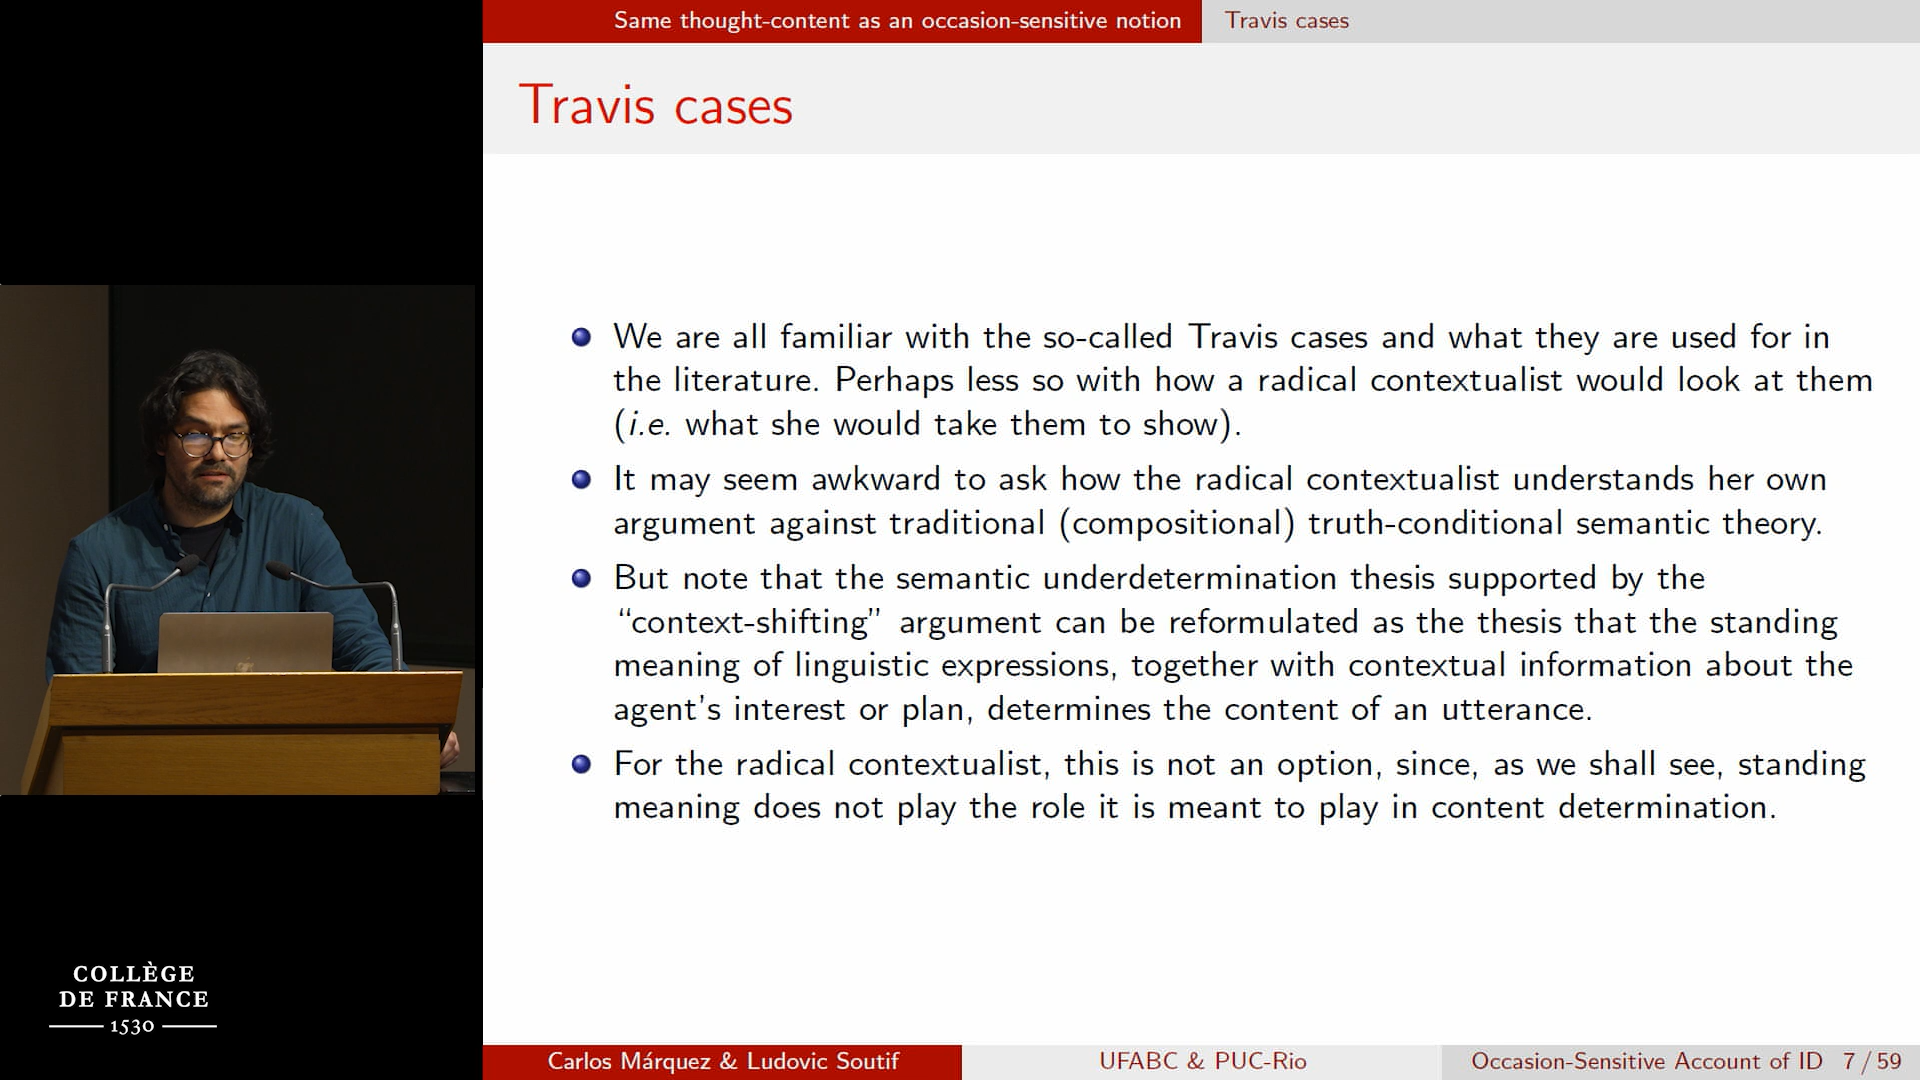 Same thought-content as an occasion-sensitive notion
Travis cases
Travis cases
We are all familiar with the so-called Travis cases and what they are used for in
the literature. Perhaps less so with how a radical contextualist would look at them
(i.e. what she would take them to show).
It may seem awkward to ask how the radical contextualist understands her own
argument against traditional (compositional) truth-conditional semantic theory.
But note that the semantic underdetermination thesis supported by the
“context-shifting” argument can be reformulated as the thesis that the standing
meaning of linguistic expressions, together with contextual information about the
agent's interest or plan, determines the content of an utterance.
For the radical contextualist, this is not an option, since, as we shall see, standing
meaning does not play the role it is meant to play in content determination.
COLLÈGE
DE FRANCE
1530
Carlos Márquez & Ludovic Soutif
UFABC & PUC-Rio
Occasion-Sensitive Account of ID 7 / 59